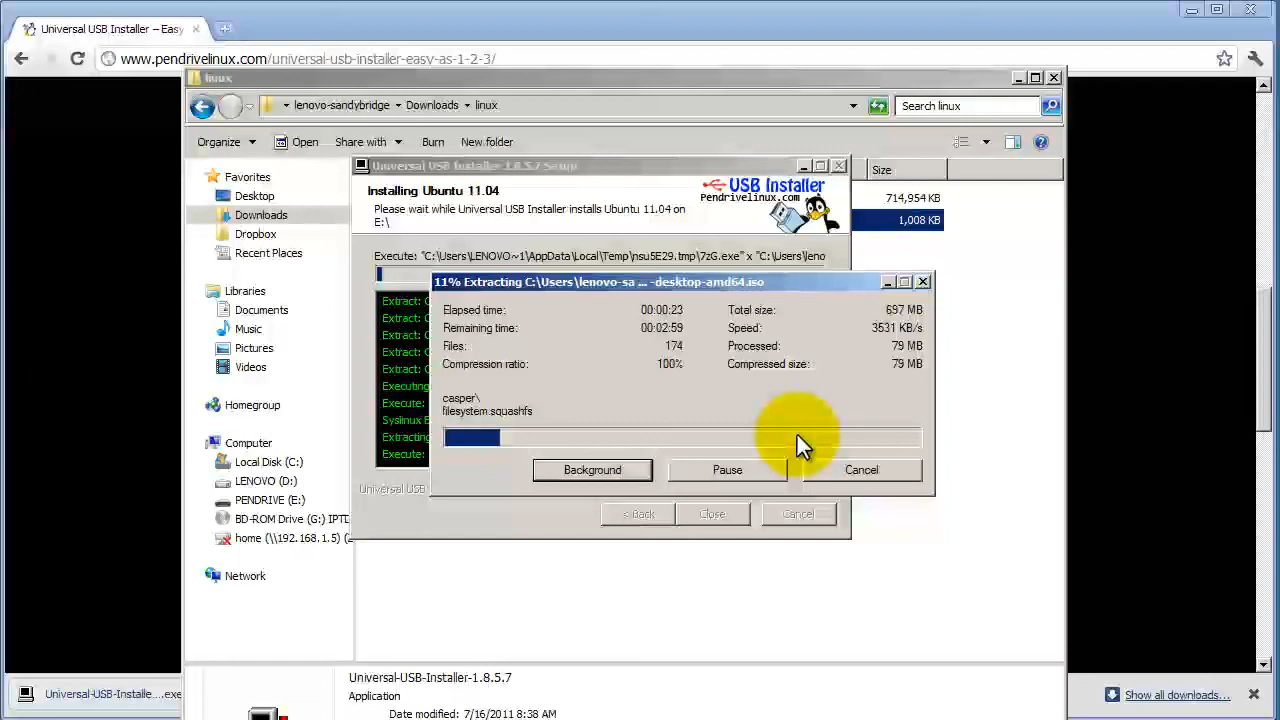 Universal USB Installer – Easy
www.pendrivelinux.com/universal-usb-installer-easy-as-1-2-3/
linux
lenovo-sandybridge Downloads linux
Search linux
Organize Share with Burn New folder
Open
Size
714,954 KB
1,008 KB
Favorites
Desktop
Downloads
Dropbox
Recent Places
Libraries
Documents
Music
Pictures
Videos
Homegroup
Computer
Local Disk (C:)
LENOVO (D:)
PENDRIVE (E:)
BD-ROM Drive (G:) IPTD
home (\\192.168.1.5) (
Network
Universal USB Installer 1.8.5.7 Setup
Installing Ubuntu 11.04
Please wait while Universal USB Installer installs Ubuntu 11.04 on
E:\
USB Installer
Pendrivelinux.com
Execute: "C:\Users\LENOVO~1\AppData\Local\Temp\nsu5E29.tmp\7zG.exe" x "C:\Users\leno
Extract: C
Extract: C
Extract: C
Extract: C
Extract: C
Executing
Execute:
Syslinux E
Extracting
Execute:
Universal USB
< Back Close Cancel
11% Extracting C:\Users\lenovo-sa ... -desktop-amd64.iso
Elapsed time: 00:00:23 Total size: 697 MB
Remaining time: 00:02:59 Speed: 3531 KB/s
Files: 174 Processed: 79 MB
Compression ratio: 100% Compressed size: 79 MB
casper\
filesystem.squashfs
Background Pause Cancel
Universal-USB-Installer-1.8.5.7
Application
Date modified: 7/16/2011 8:38 AM
Universal-USB-Installe....exe
Show all downloads...